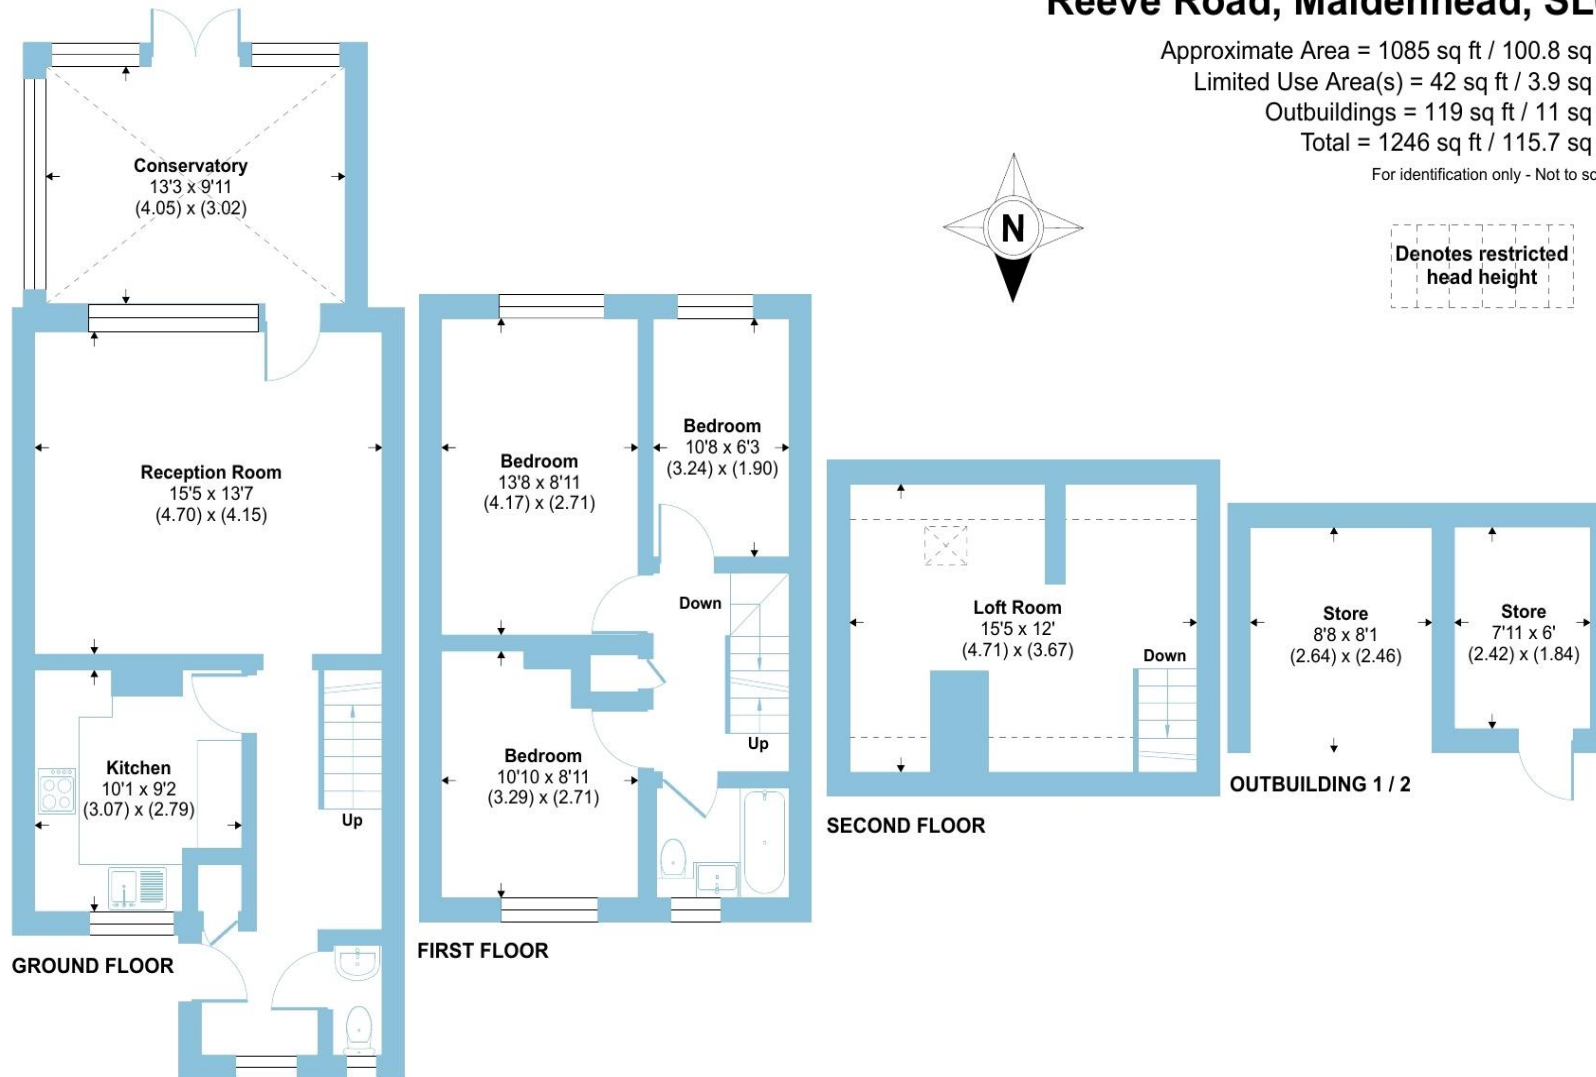 Reeve Road, Maidenhead, SL
Approximate Area = 1085 sq ft / 100.8 sq
Limited Use Area(s) = 42 sq ft / 3.9 sq
Outbuildings = 119 sq ft / 11 sq
Total = 1246 sq ft / 115.7 sq
For identification only - Not to sc
N
Denotes restricted
head height
Conservatory
13'3 x 9'11
(4.05) x (3.02)
Reception Room
15'5 x 13'7
(4.70) x (4.15)
Kitchen
10'1 x 9'2
(3.07) x (2.79)
Up
GROUND FLOOR
Bedroom
13'8 x 8'11
(4.17) x (2.71)
Bedroom
10'8 x 6'3
(3.24) x (1.90)
Down
Up
Bedroom
10'10 x 8'11
(3.29) x (2.71)
FIRST FLOOR
Loft Room
15'5 x 12'
(4.71) x (3.67)
Down
SECOND FLOOR
Store
8'8 x 8'1
(2.64) x (2.46)
Store
7'11 x 6'
(2.42) x (1.84)
OUTBUILDING 1 / 2